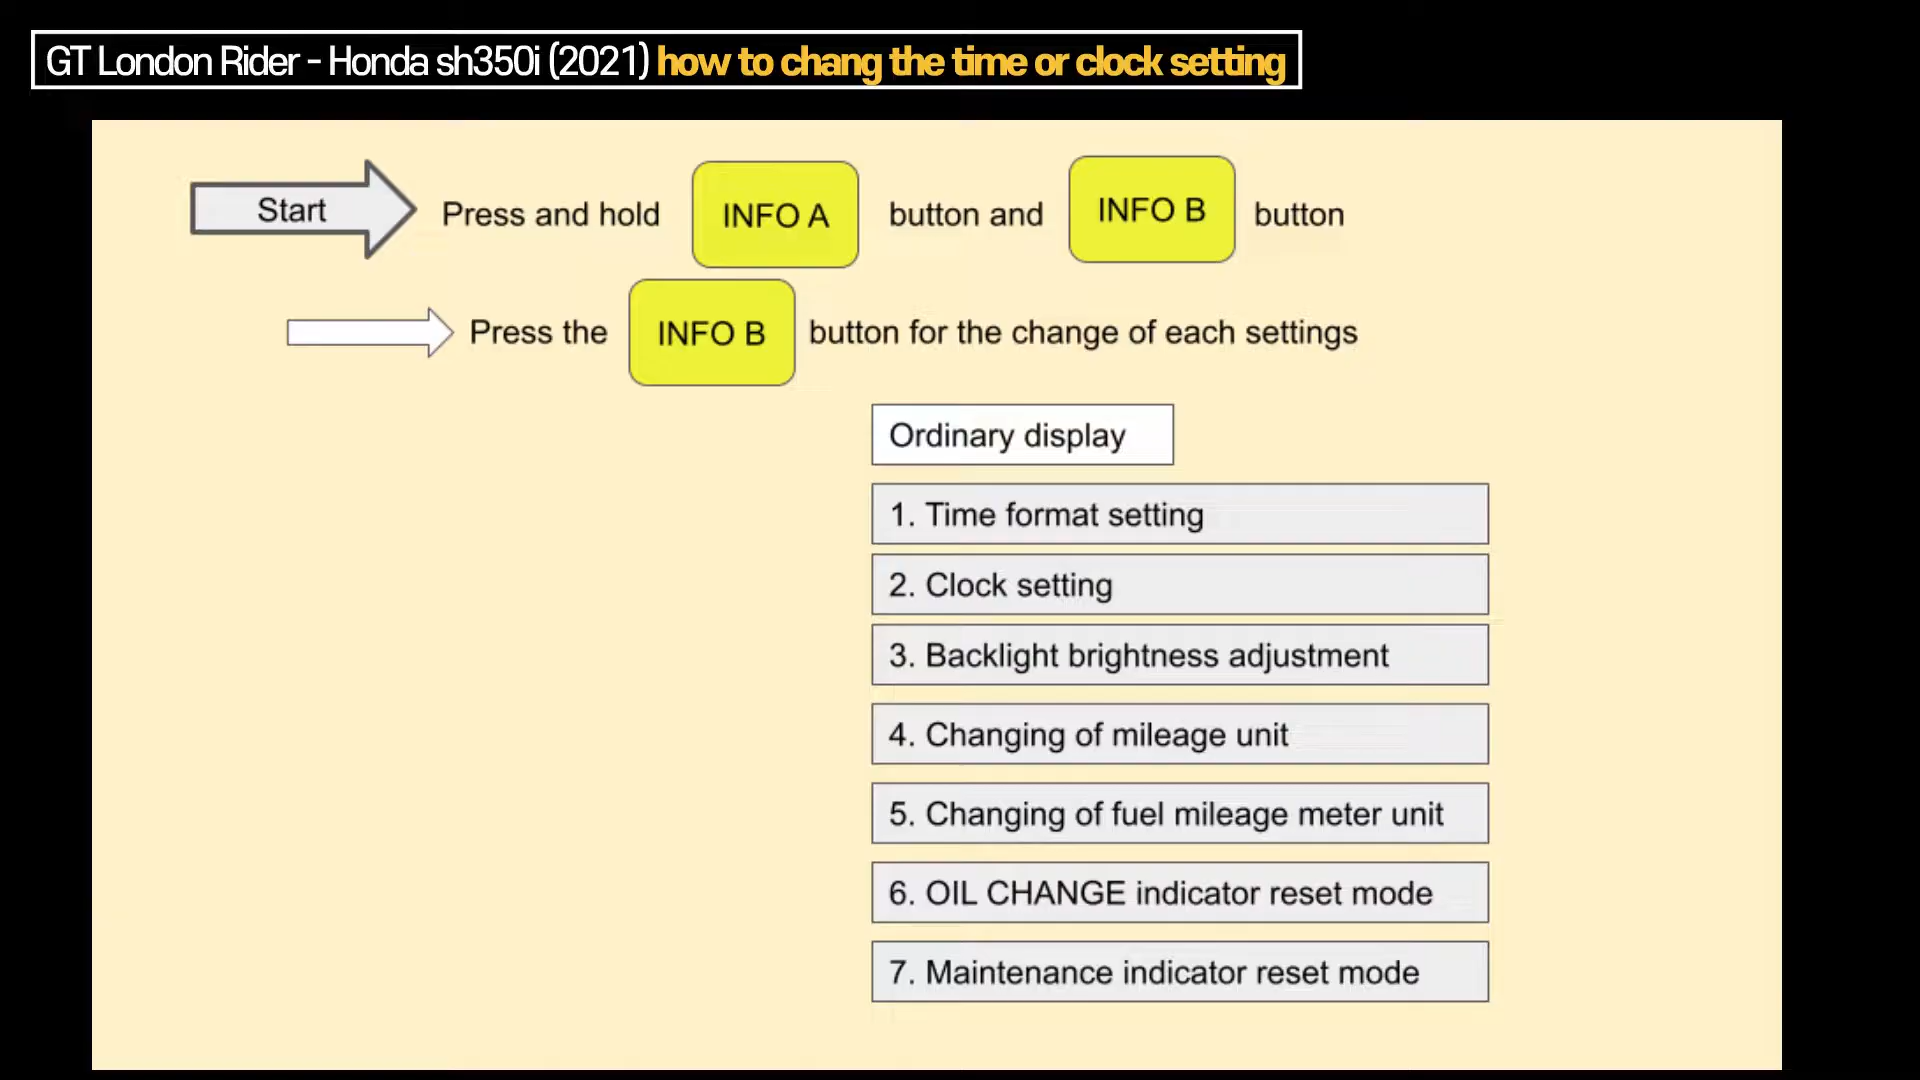 GT London Rider - Honda sh350i (2021) how to chang the time or clock setting
Start Press and hold INFO A button and INFO B button
Press the INFO B button for the change of each settings
Ordinary display
1. Time format setting
2. Clock setting
3. Backlight brightness adjustment
4. Changing of mileage unit
5. Changing of fuel mileage meter unit
6. OIL CHANGE indicator reset mode
7. Maintenance indicator reset mode